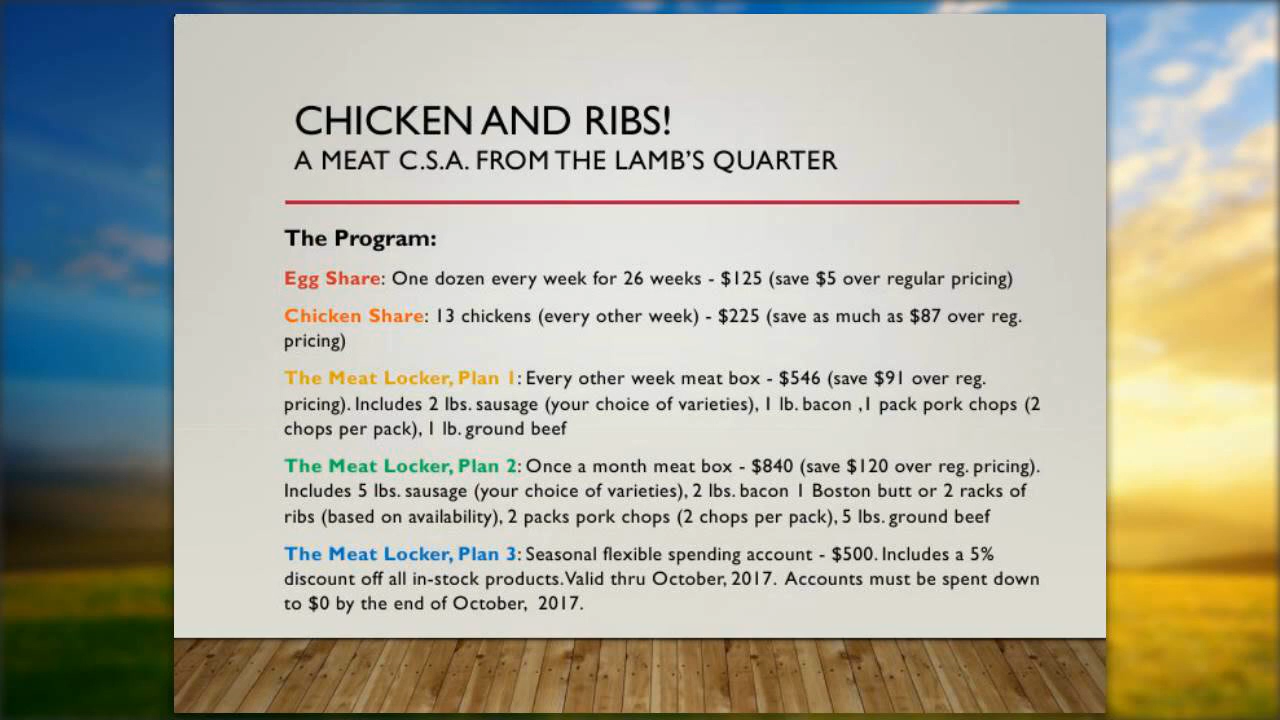 CHICKEN AND RIBS!
A MEAT C.S.A. FROM THE LAMB'S QUARTER
The Program:
Egg Share: One dozen every week for 26 weeks - $125 (save $5 over regular pricing)
Chicken Share: 13 chickens (every other week) - $225 (save as much as $87 over reg.
pricing)
The Meat Locker, Plan 1: Every other week meat box - $546 (save $91 over reg.
pricing). Includes 2 lbs. sausage (your choice of varieties), 1 lb. bacon ,1 pack pork chops (2
chops per pack), 1 lb. ground beef
The Meat Locker, Plan 2: Once a month meat box - $840 (save $120 over reg. pricing).
Includes 5 lbs. sausage (your choice of varieties), 2 lbs. bacon 1 Boston butt or 2 racks of
ribs (based on availability), 2 packs pork chops (2 chops per pack), 5 lbs. ground beef
The Meat Locker, Plan 3: Seasonal flexible spending account - $500. Includes a 5%
discount off all in-stock products. Valid thru October, 2017. Accounts must be spent down
to $0 by the end of October, 2017.